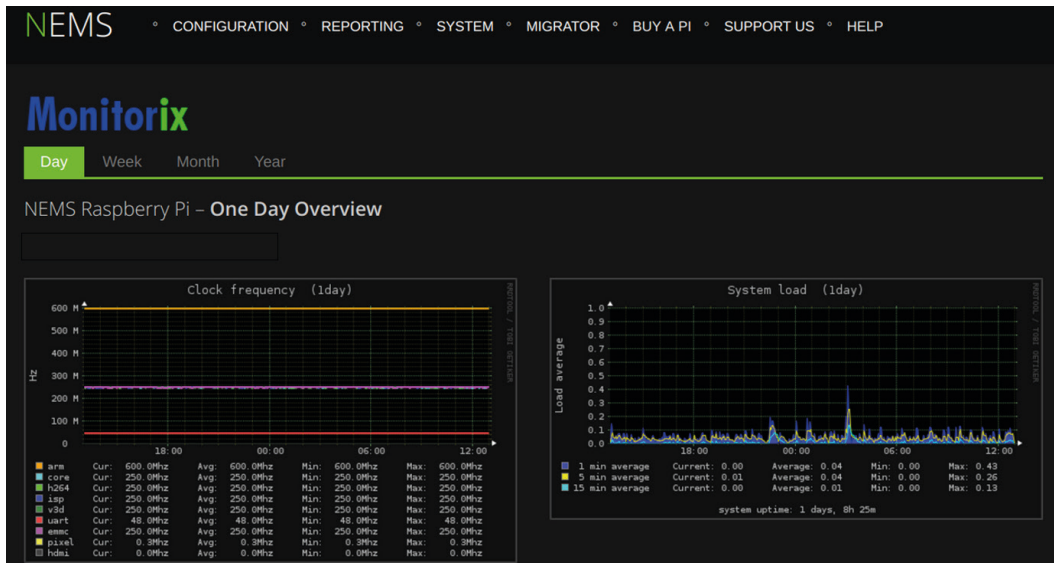 NEMS ° CONFIGURATION ° REPORTING ° SYSTEM ° MIGRATOR ° BUY A PI ° SUPPORT US ° HELP
Monitorix
Day Week Month Year
NEMS Raspberry Pi – One Day Overview
Clock frequency (1day)
RRDTOOL / TOBI OETIKER
600 M
500 M
400 M
300 M
200 M
100 M
0
Hz
18:00 00:00 06:00 12:00
arm Cur: 600.0Mhz Avg: 600.0Mhz Min: 600.0Mhz Max: 600.0Mhz
core Cur: 250.0Mhz Avg: 250.0Mhz Min: 250.0Mhz Max: 250.0Mhz
h264 Cur: 250.0Mhz Avg: 250.0Mhz Min: 250.0Mhz Max: 250.0Mhz
isp Cur: 250.0Mhz Avg: 250.0Mhz Min: 250.0Mhz Max: 250.0Mhz
v3d Cur: 250.0Mhz Avg: 250.0Mhz Min: 250.0Mhz Max: 250.0Mhz
uart Cur: 48.0Mhz Avg: 48.0Mhz Min: 48.0Mhz Max: 48.0Mhz
emmc Cur: 250.0Mhz Avg: 250.0Mhz Min: 250.0Mhz Max: 250.0Mhz
pixel Cur: 0.3Mhz Avg: 0.3Mhz Min: 0.3Mhz Max: 0.3Mhz
hdmi Cur: 0.0Mhz Avg: 0.0Mhz Min: 0.0Mhz Max: 0.0Mhz
System load (1day)
RRDTOOL / TOBI OETIKER
1.0
0.9
0.8
0.7
0.6
0.5
0.4
0.3
0.2
0.1
0.0
Load average
18:00 00:00 06:00 12:00
1 min average Current: 0.00 Average: 0.04 Min: 0.00 Max: 0.43
5 min average Current: 0.01 Average: 0.04 Min: 0.00 Max: 0.26
15 min average Current: 0.00 Average: 0.01 Min: 0.00 Max: 0.13
system uptime: 1 days, 8h 25m